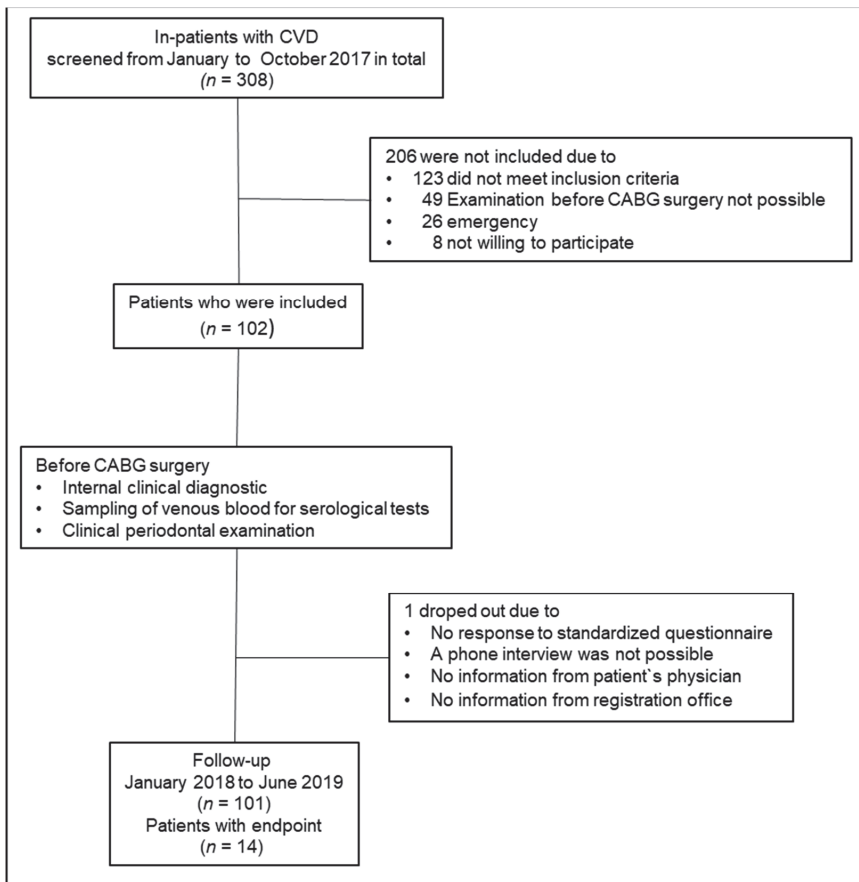 In-patients with CVD
screened from January to October 2017 in total
(n = 308)
206 were not included due to
• 123 did not meet inclusion criteria
• 49 Examination before CABG surgery not possible
• 26 emergency
• 8 not willing to participate
Patients who were included
(n = 102)
Before CABG surgery
• Internal clinical diagnostic
• Sampling of venous blood for serological tests
• Clinical periodontal examination
1 droped out due to
• No response to standardized questionnaire
• A phone interview was not possible
• No information from patient`s physician
• No information from registration office
Follow-up
January 2018 to June 2019
(n = 101)
Patients with endpoint
(n = 14)